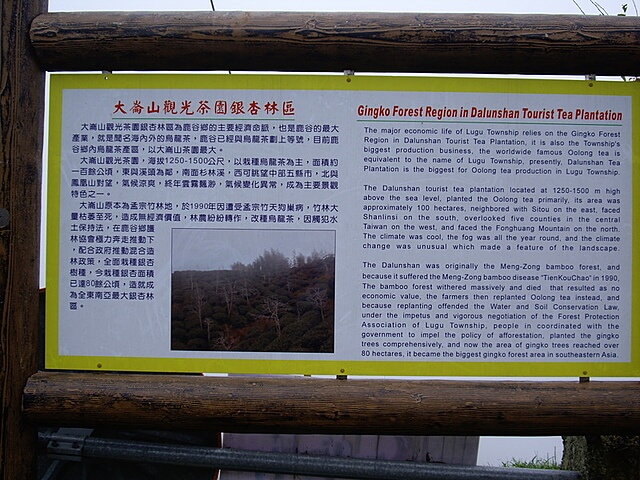 大崙山觀光茶園銀杏林區
大崙山觀光茶園銀杏林區為鹿谷鄉的主要經濟命脈，也是鹿谷的最大
產業，就是聞名海內外的烏龍茶，鹿谷已經與烏龍茶劃上等號，目前鹿
谷鄉內烏龍茶產區，以大崙山茶園最大。
大崙山觀光茶園，海拔1250-1500公尺，以栽種烏龍茶為主，面積約
一百餘公頃，東與溪頭為鄰，南面杉林溪，西可眺望中部五縣市，北與
鳳凰山對望，氣候涼爽，終年雲霧飄渺，氣候變化異常，成為主要景觀
特色之一。
大崙山原本為孟宗竹林地，於1990年因遭受孟宗竹天狗巢病，竹林大
量枯萎至死，造成無經濟價值，林農紛紛轉作，改種烏龍茶，因觸犯水
土保持法，在鹿谷鄉護
林協會極力奔走推動下
，配合政府推動混合造
林政策，全面栽種銀杏
樹種，今栽種銀杏面積
已達80餘公頃，造就成
為全東南亞最大銀杏林
區。
Gingko Forest Region in Dalunshan Tourist Tea Plantation
The major economic life of Lugu Township relies on the Gingko Forest
Region in Dalunshan Tourist Tea Plantation, it is also the Township's
biggest production business, the worldwide famous Oolong tea is
equivalent to the name of Lugu Township, presently, Dalunshan Tea
Plantation is the biggest for Oolong tea production in Lugu Township.
The Dalunshan tourist tea plantation located at 1250-1500 m high
above the sea level, planted the Oolong tea primarily, its area was
approximately 100 hectares, neighbored with Sitou on the east, faced
Shanlinsi on the south, overlooked five counties in the central
Taiwan on the west, and faced the Fonghuang Mountain on the north.
The climate was cool, the fog was all the year round, and the climate
change was unusual which made a feature of the landscape.
The Dalunshan was originally the Meng-Zong bamboo forest, and
because it suffered the Meng-Zong bamboo disease "TienKouChao" in 1990,
The bamboo forest withered massively and died that resulted as no
economic value, the farmers then replanted Oolong tea instead, and
because replanting offended the Water and Soil Conservation Law,
under the impetus and vigorous negotiation of the Forest Protection
Association of Lugu Township, people in coordinated with the
government to impel the policy of afforestation, planted the gingko
trees comprehensively, and now the area of gingko trees reached over
80 hectares, it became the biggest gingko forest area in southeastern Asia.